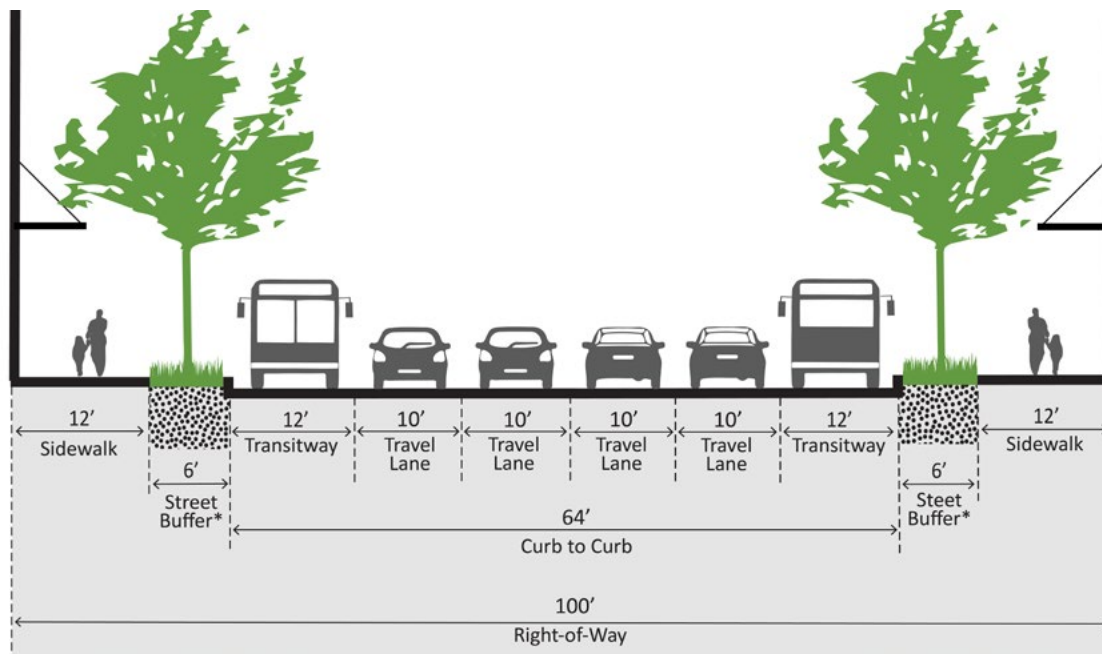 12’
Sidewalk
6’
Street
Buffer*
12’
Transitway
10’
Travel
Lane
10’
Travel
Lane
10’
Travel
Lane
10’
Travel
Lane
12’
Transitway
6’
Steet
Buffer*
12’
Sidewalk
64’
Curb to Curb
100’
Right-of-Way